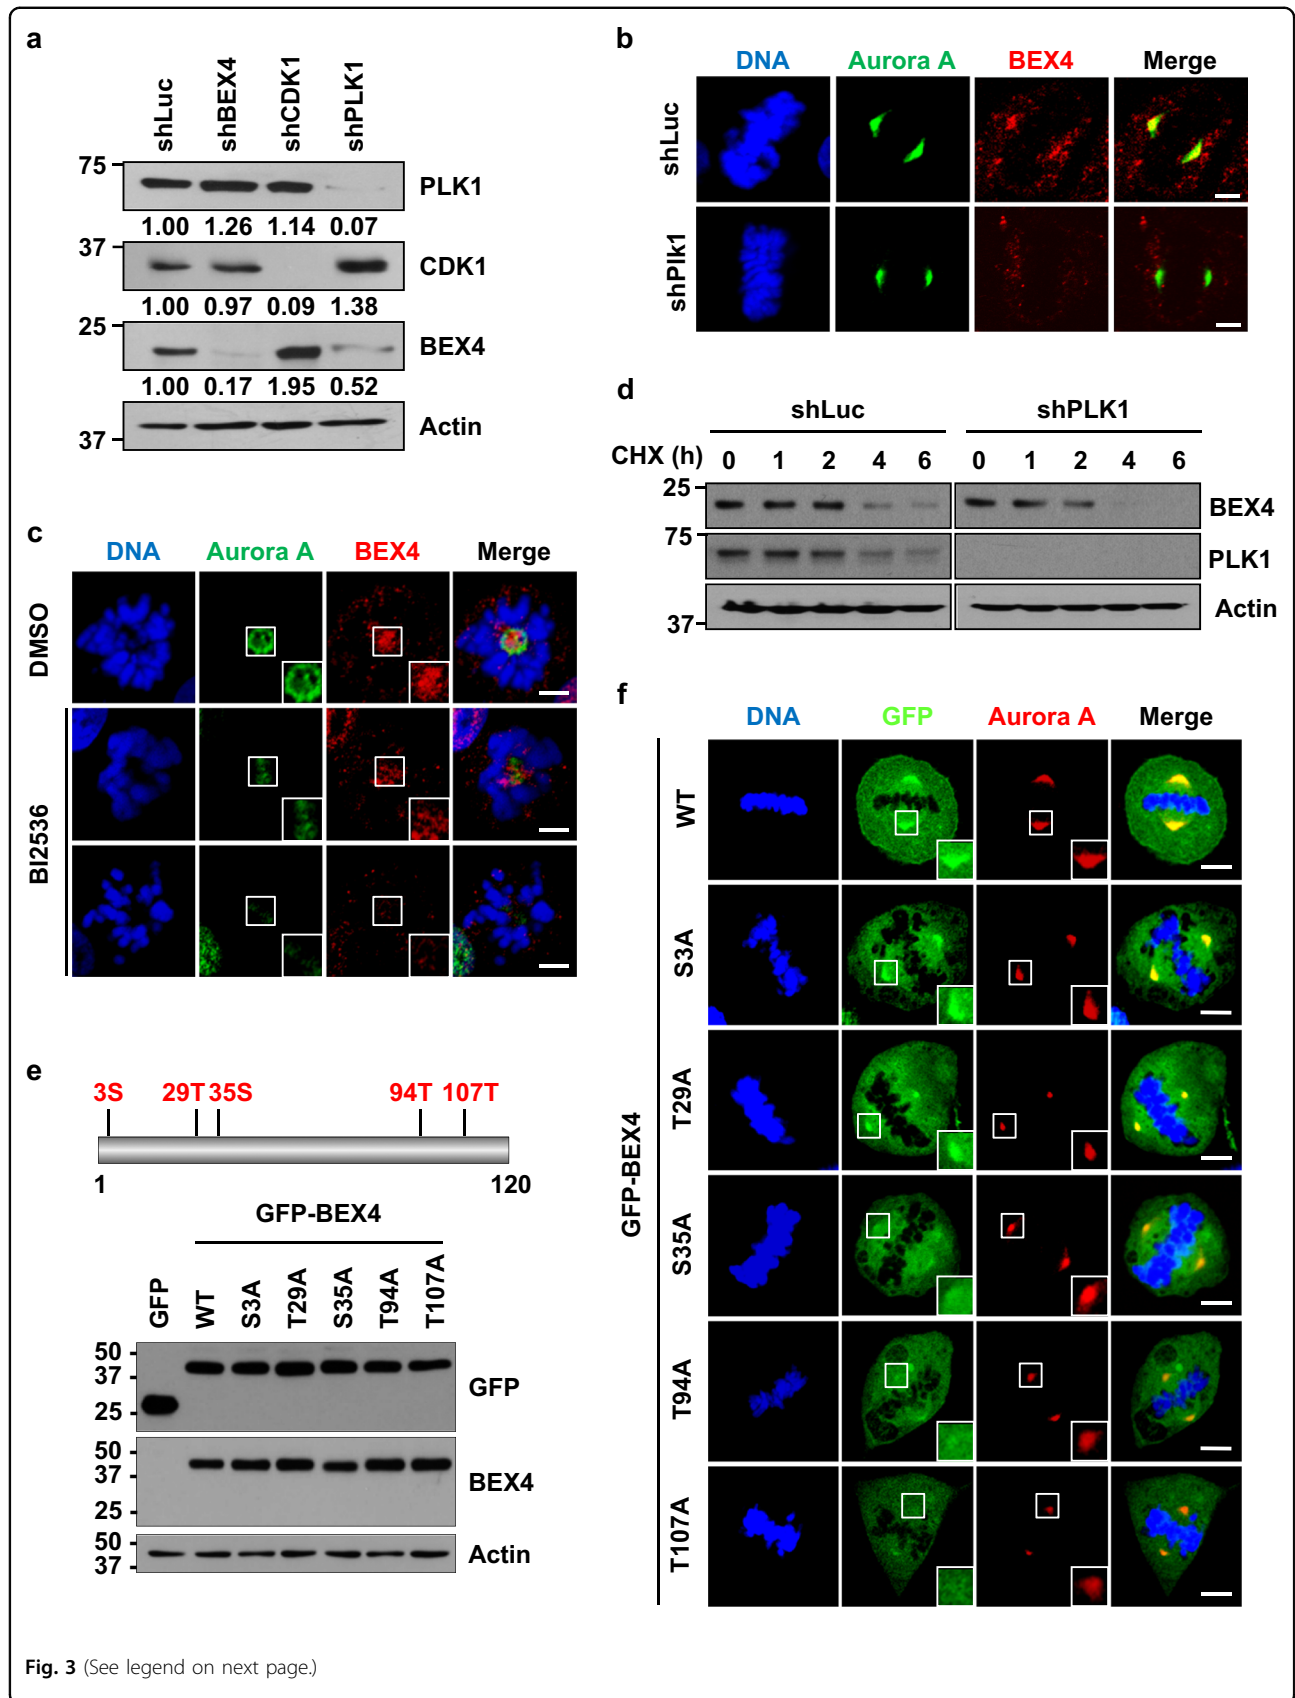 a
shLuc shBEX4 shCDK1 shPLK1
75
PLK1
1.00 1.26 1.14 0.07
37
CDK1
1.00 0.97 0.09 1.38
25
BEX4
1.00 0.17 1.95 0.52
37
Actin
b
DNA Aurora A BEX4 Merge
shLuc
shPlk1
c
DNA Aurora A BEX4 Merge
DMSO
BI2536
d
shLuc shPLK1
CHX (h) 0 1 2 4 6 0 1 2 4 6
25
BEX4
75
PLK1
37
Actin
e
3S 29T 35S 94T 107T
1 120
GFP-BEX4
GFP WT S3A T29A S35A T94A T107A
50
37
25
GFP
50
37
25
BEX4
50
37
Actin
f
DNA GFP Aurora A Merge
GFP-BEX4
WT
S3A
T29A
S35A
T94A
T107A
Fig. 3 (See legend on next page.)